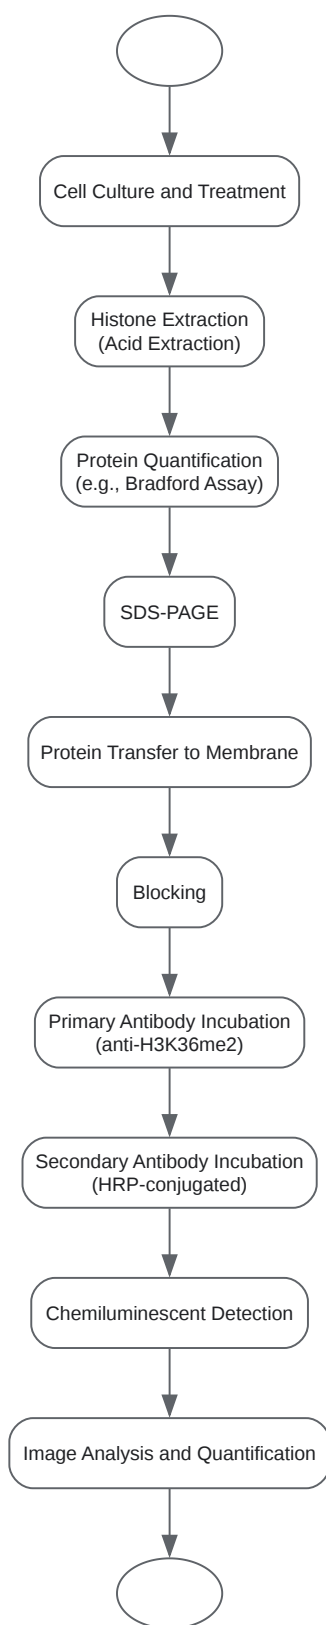 Cell Culture and Treatment
Histone Extraction
(Acid Extraction)
Protein Quantification
(e.g., Bradford Assay)
SDS-PAGE
Protein Transfer to Membrane
Blocking
Primary Antibody Incubation
(anti-H3K36me2)
Secondary Antibody Incubation
(HRP-conjugated)
Chemiluminescent Detection
Image Analysis and Quantification